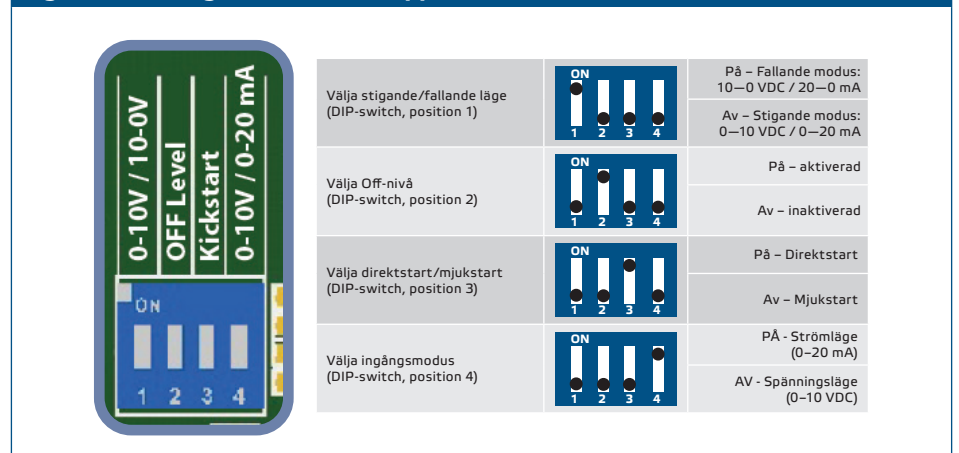 0-10V / 10-0V
OFF Level
Kickstart
0-10V / 0-20 mA
ON
1 2 3 4
Välja stigande/fallande läge
(DIP-switch, position 1)
ON
1 2 3 4
På – Fallande modus:
10—0 VDC / 20—0 mA
Av – Stigande modus:
0—10 VDC / 0—20 mA
Välja Off-nivå
(DIP-switch, position 2)
ON
1 2 3 4
På – aktiverad
Av – inaktiverad
Välja direktstart/mjukstart
(DIP-switch, position 3)
ON
1 2 3 4
På – Direktstart
Av – Mjukstart
Välja ingångsmodus
(DIP-switch, position 4)
ON
1 2 3 4
PÅ - Strömläge
(0–20 mA)
AV - Spänningsläge
(0–10 VDC)